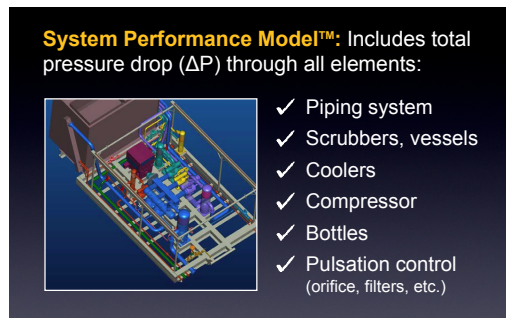 System Performance Model™: Includes total
pressure drop (ΔP) through all elements:
✓ Piping system
✓ Scrubbers, vessels
✓ Coolers
✓ Compressor
✓ Bottles
✓ Pulsation control
(orifice, filters, etc.)